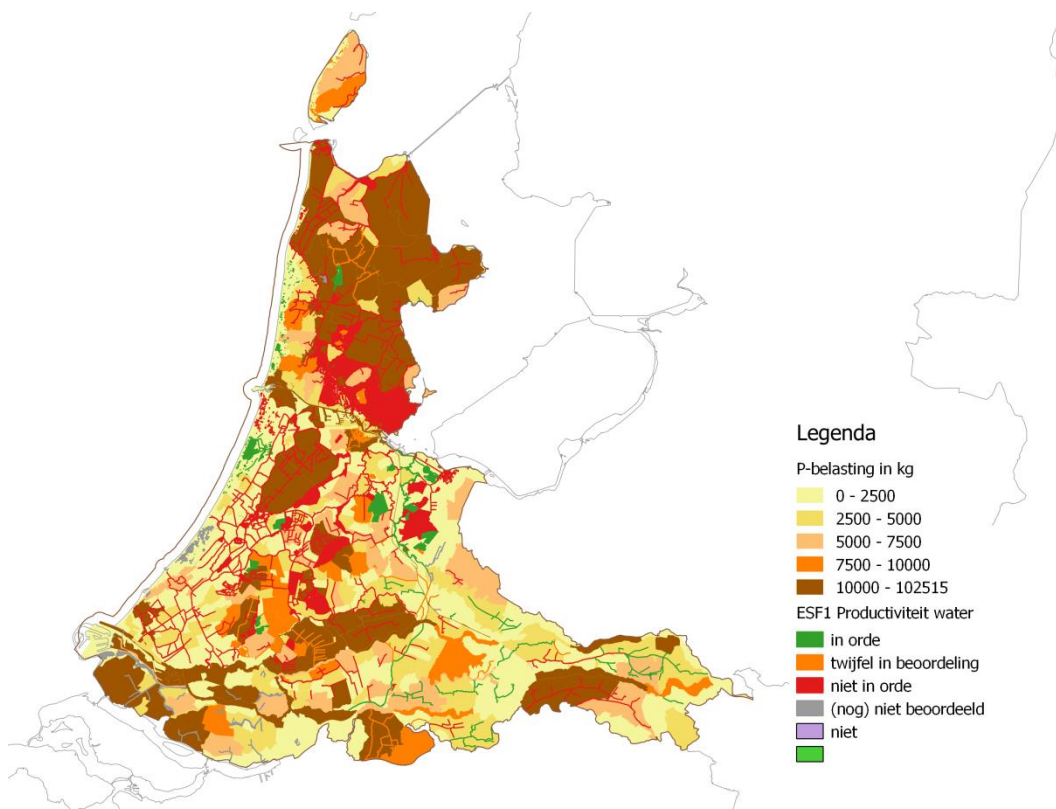 Legenda
P-belasting in kg
0 - 2500
2500 - 5000
5000 - 7500
7500 - 10000
10000 - 102515
ESF1 Productiviteit water
in orde
twijfel in beoordeling
niet in orde
(nog) niet beoordeeld
niet